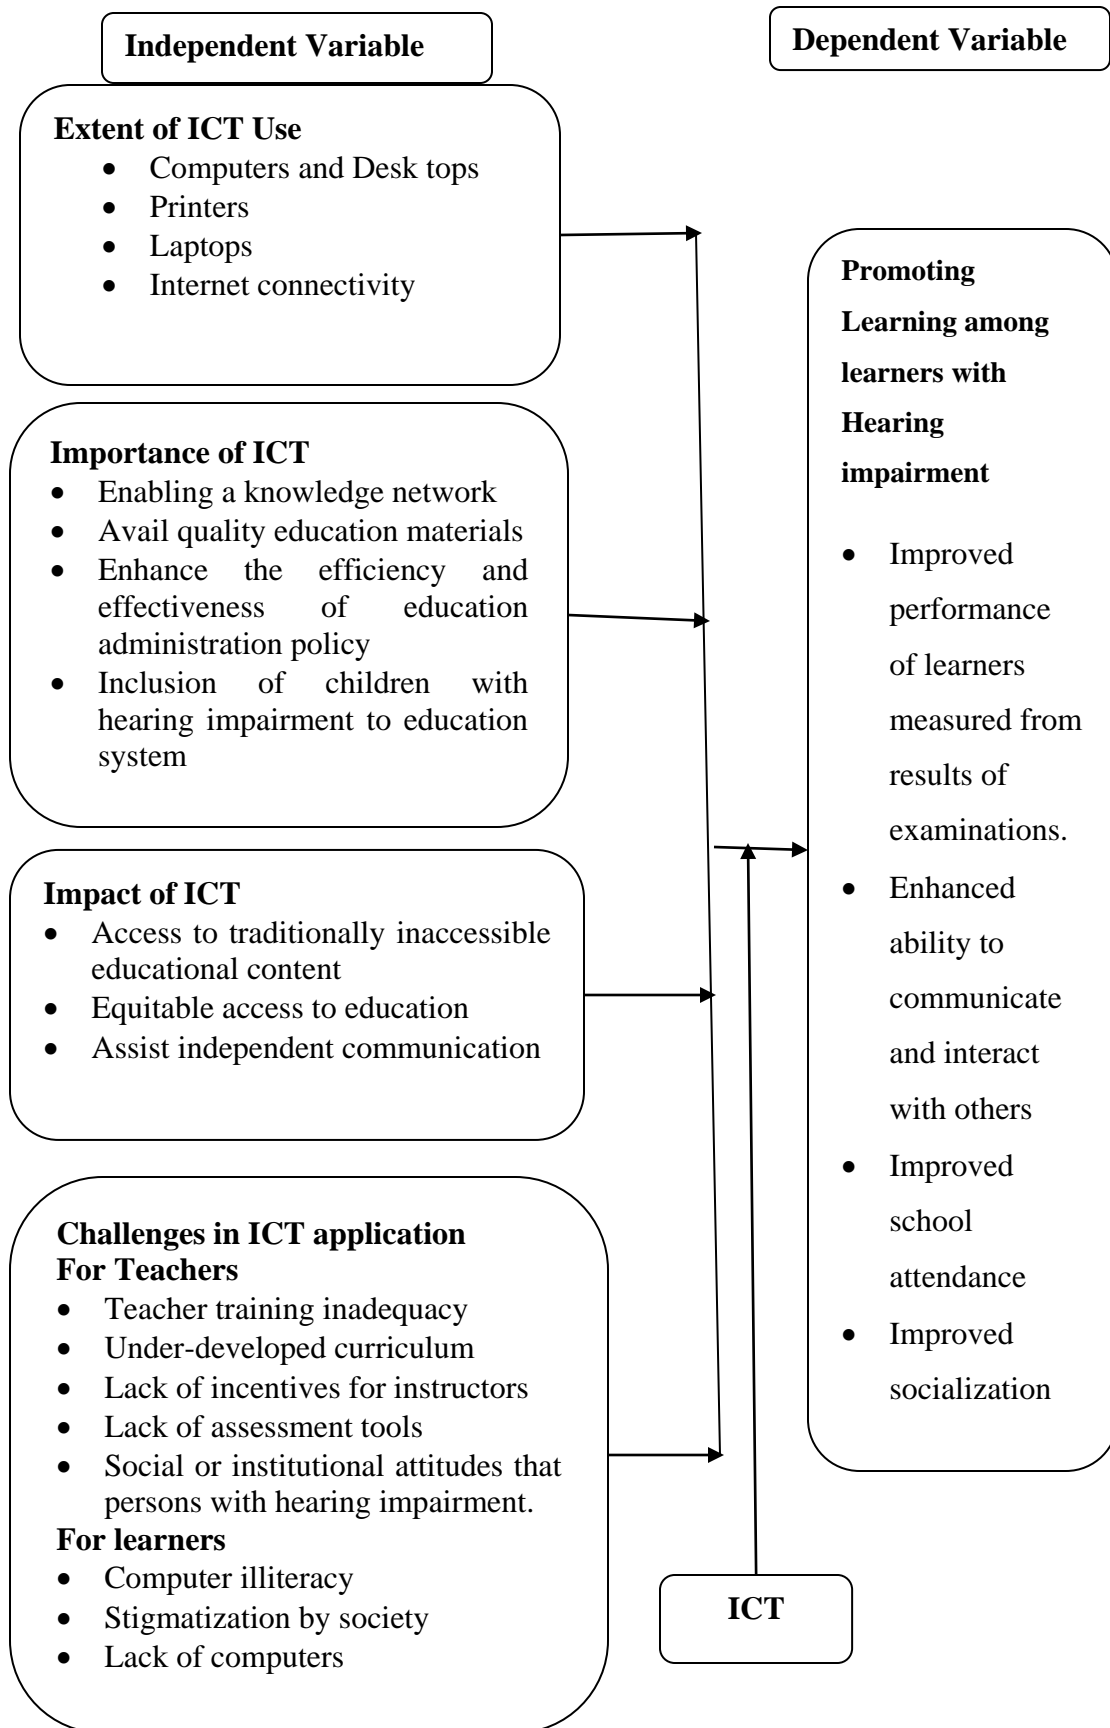 Independent Variable
Dependent Variable
Extent of ICT Use
• Computers and Desk tops
• Printers
• Laptops
• Internet connectivity
Importance of ICT
• Enabling a knowledge network
• Avail quality education materials
• Enhance the efficiency and
effectiveness of education
administration policy
• Inclusion of children with
hearing impairment to education
system
Impact of ICT
• Access to traditionally inaccessible
educational content
• Equitable access to education
• Assist independent communication
Challenges in ICT application
For Teachers
• Teacher training inadequacy
• Under-developed curriculum
• Lack of incentives for instructors
• Lack of assessment tools
• Social or institutional attitudes that
persons with hearing impairment.
For learners
• Computer illiteracy
• Stigmatization by society
• Lack of computers
ICT
Promoting
Learning among
learners with
Hearing
impairment
• Improved
performance
of learners
measured from
results of
examinations.
• Enhanced
ability to
communicate
and interact
with others
• Improved
school
attendance
• Improved
socialization